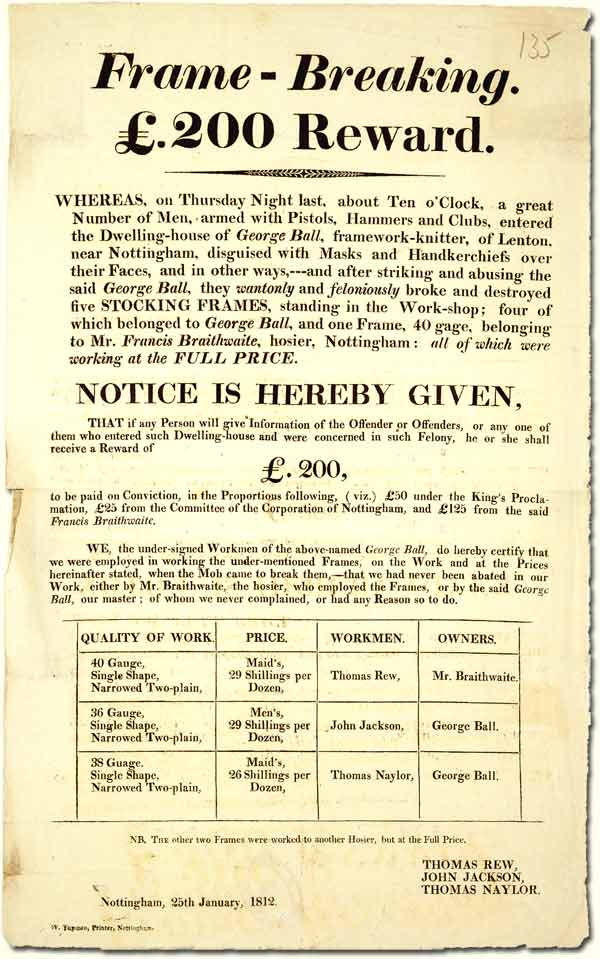 135
Frame - Breaking.
£.200 Reward.
WHEREAS, on Thursday Night last, about Ten o'Clock, a great
Number of Men, armed with Pistols, Hammers and Clubs, entered
the Dwelling-house of George Ball, framework-knitter, of Lenton,
near Nottingham, disguised with Masks and Handkerchiefs over
their Faces, and in other ways,---and after striking and abusing the
said George Ball, they wantonly and feloniously broke and destroyed
five STOCKING FRAMES, standing in the Work-shop; four of
which belonged to George Ball, and one Frame, 40 gage, belonging
to Mr. Francis Braithwaite, hosier, Nottingham: all of which were
working at the FULL PRICE.
NOTICE IS HEREBY GIVEN,
THAT if any Person will give Information of the Offender or Offenders, or any one of
them who entered such Dwelling-house and were concerned in such Felony, he or she shall
receive a Reward of
£. 200,
to be paid on Conviction, in the Proportions following, (viz.) £50 under the King's Procla-
mation, £25 from the Committee of the Corporation of Nottingham, and £125 from the said
Francis Braithwaite.
WE, the under-signed Workmen of the above-named George Ball, do hereby certify that
we were employed in working the under-mentioned Frames, on the Work and at the Prices
hereinafter stated, when the Mob came to break them,—that we had never been abated in our
Work, either by Mr. Braithwaite, the hosier, who employed the Frames, or by the said George
Ball, our master; of whom we never complained, or had any Reason so to do.
QUALITY OF WORK. PRICE. WORKMEN. OWNERS.
40 Gauge,
Single Shape,
Narrowed Two-plain,
Maid's,
29 Shillings per
Dozen,
Thomas Rew,
Mr. Braithwaite.
36 Gauge,
Single Shape,
Narrowed Two-plain,
Men's,
29 Shillings per
Dozen,
John Jackson,
George Ball.
38 Guage.
Single Shape,
Narrowed Two-plain,
Maid's,
26 Shillings per
Dozen,
Thomas Naylor,
George Ball.
NB. THE other two Frames were worked to another Hosier, but at the Full Price.
THOMAS REW,
JOHN JACKSON,
THOMAS NAYLOR.
Nottingham, 25th January, 1812.
W. Tupman, Printer, Nottingham.